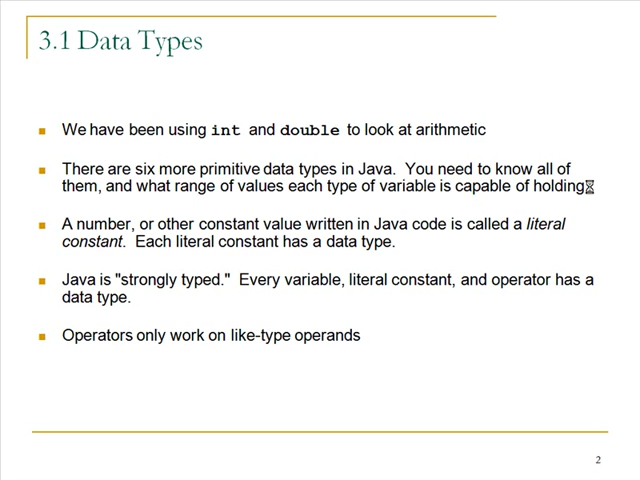 3.1 Data Types
We have been using int and double to look at arithmetic
There are six more primitive data types in Java.  You need to know all of
them, and what range of values each type of variable is capable of holding
A number, or other constant value written in Java code is called a literal
constant.  Each literal constant has a data type.
Java is "strongly typed."  Every variable, literal constant, and operator has a
data type.
Operators only work on like-type operands
2